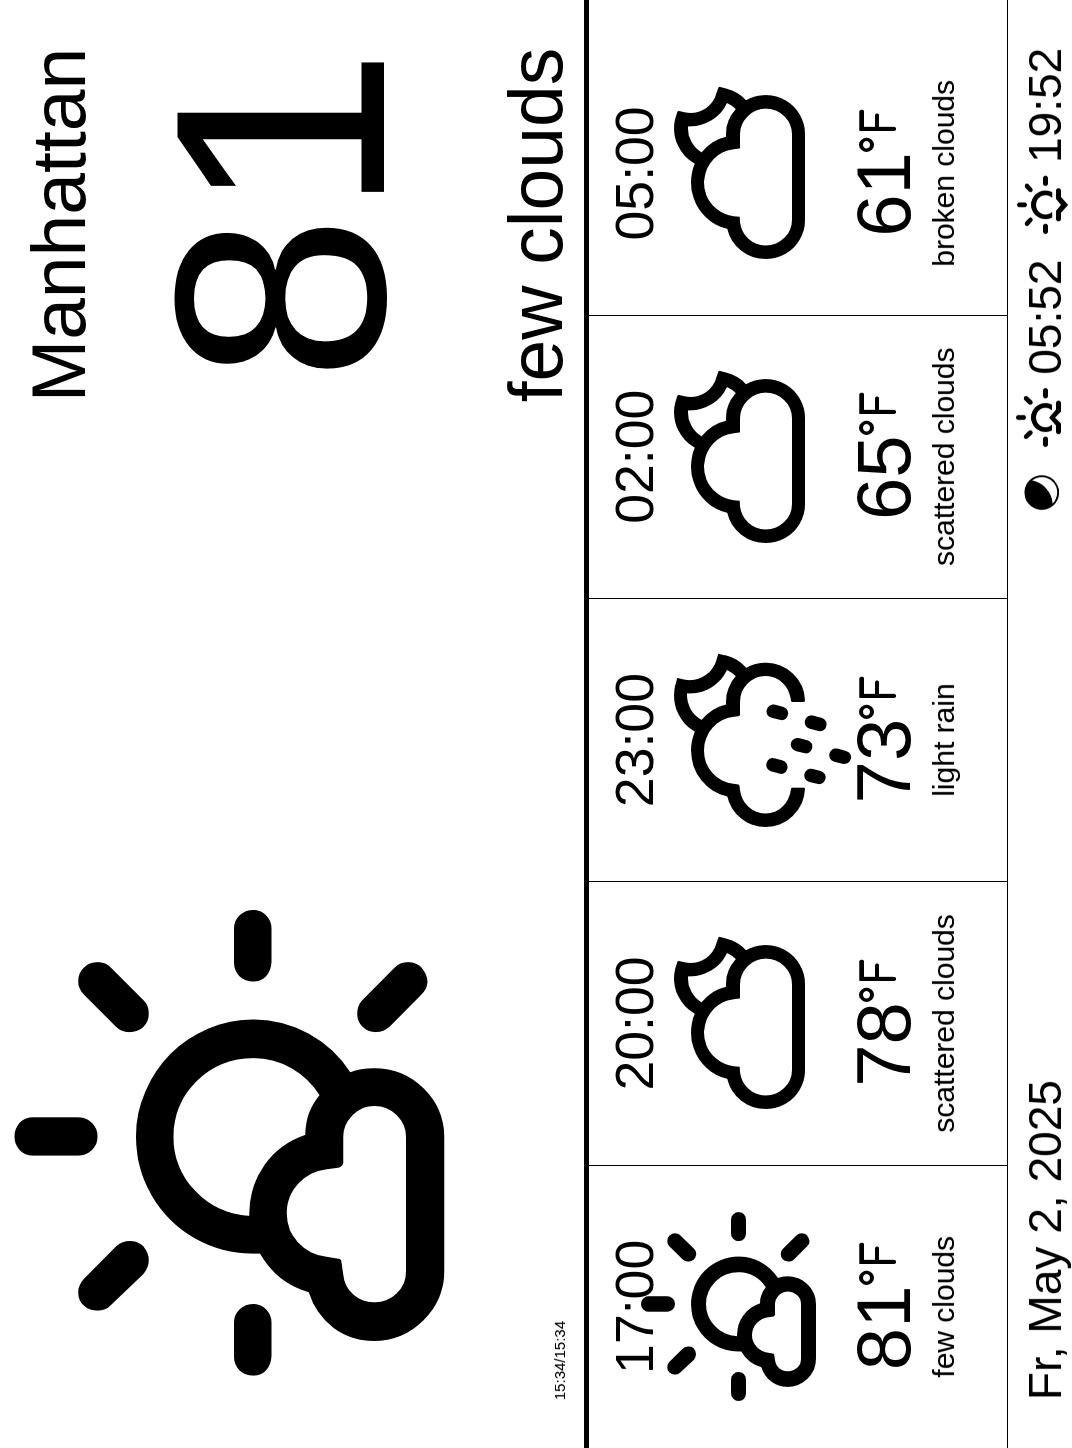 Manhattan
81
few clouds
15:34/15:34
17:00
81°F
few clouds
20:00
78°F
scattered clouds
23:00
73°F
light rain
02:00
65°F
scattered clouds
05:00
61°F
broken clouds
Fr, May 2, 2025
05:52
19:52